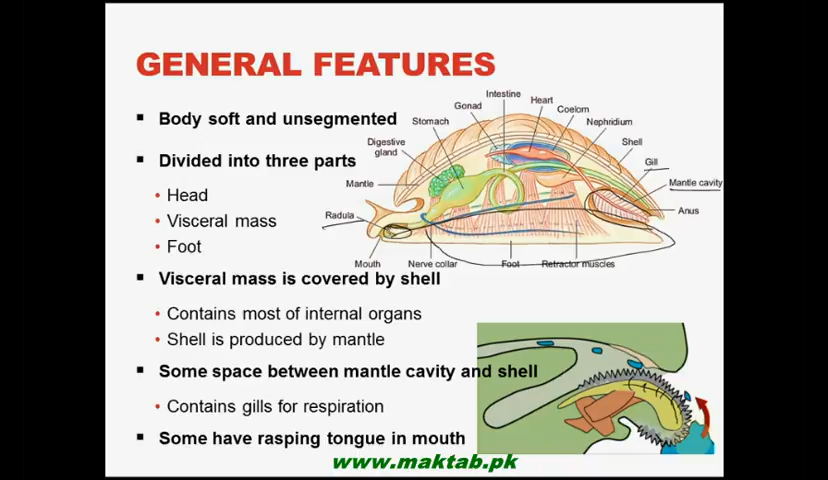 GENERAL FEATURES
Body soft and unsegmented
Divided into three parts
Head
Visceral mass
Foot
Visceral mass is covered by shell
Contains most of internal organs
Shell is produced by mantle
Some space between mantle cavity and shell
Contains gills for respiration
Some have rasping tongue in mouth
Intestine
Gonad
Heart
Coelom
Stomach
Nephridium
Digestive
gland
Shell
Gill
Mantle
Mantle cavity
Radula
Anus
Mouth
Nerve collar
Foot
Retractor muscles
www.maktab.pk